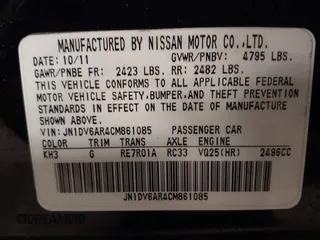 MANUFACTURED BY NISSAN MOTOR CO.,LTD.
DATE: 10/11 GVWR/PNBV: 4795 LBS.
GAWR/PNBE FR: 2423 LBS. RR: 2482 LBS.
THIS VEHICLE CONFORMS TO ALL APPLICABLE FEDERAL
MOTOR VEHICLE SAFETY,BUMPER,AND THEFT PREVENTION
STANDARDS IN EFFECT ON THE DATE OF MANUFACTURE
SHOWN ABOVE.
VIN: JN1DV6AR4CM861085 PASSENGER CAR
COLOR TRIM TRANS AXLE ENGINE
KH3 G RE7R01A RC33 VQ25(HR) 2496CC
JN1DV6AR4CM861085
© DREAMBID